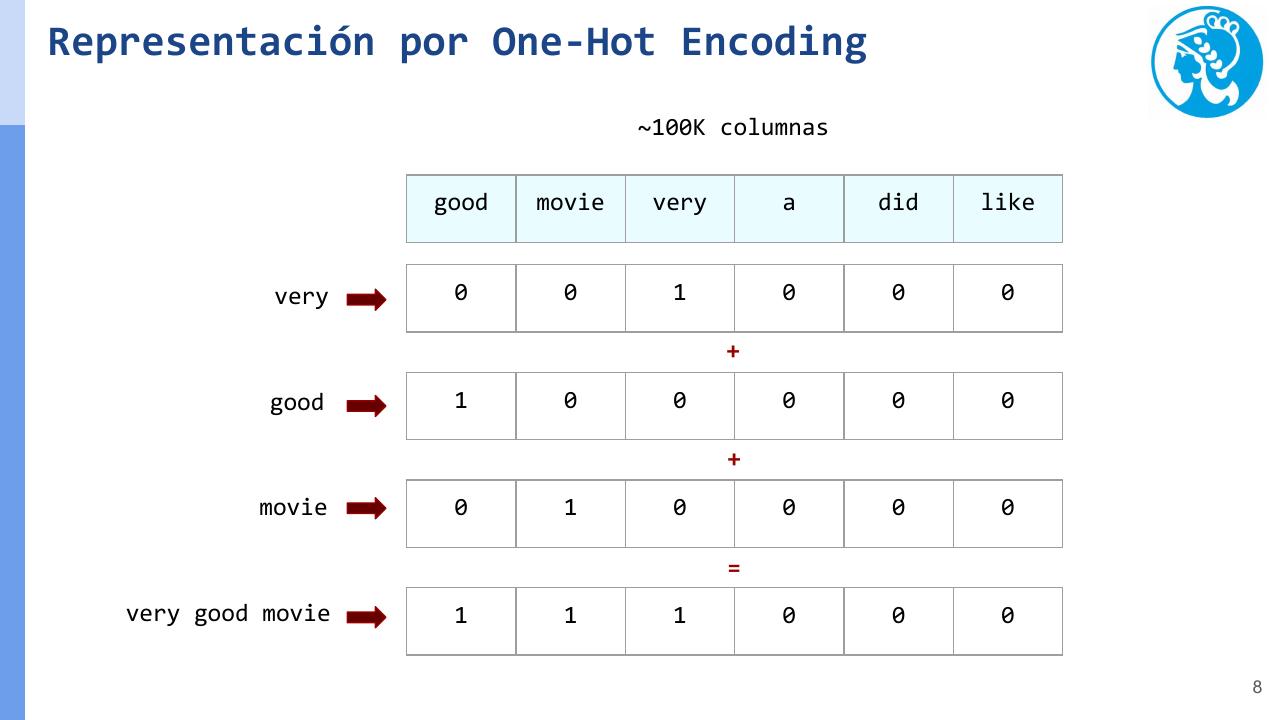 Representación por One-Hot Encoding
~100K columnas
good movie very a did like
very 0 0 1 0 0 0
+
good 1 0 0 0 0 0
+
movie 0 1 0 0 0 0
=
very good movie 1 1 1 0 0 0
8